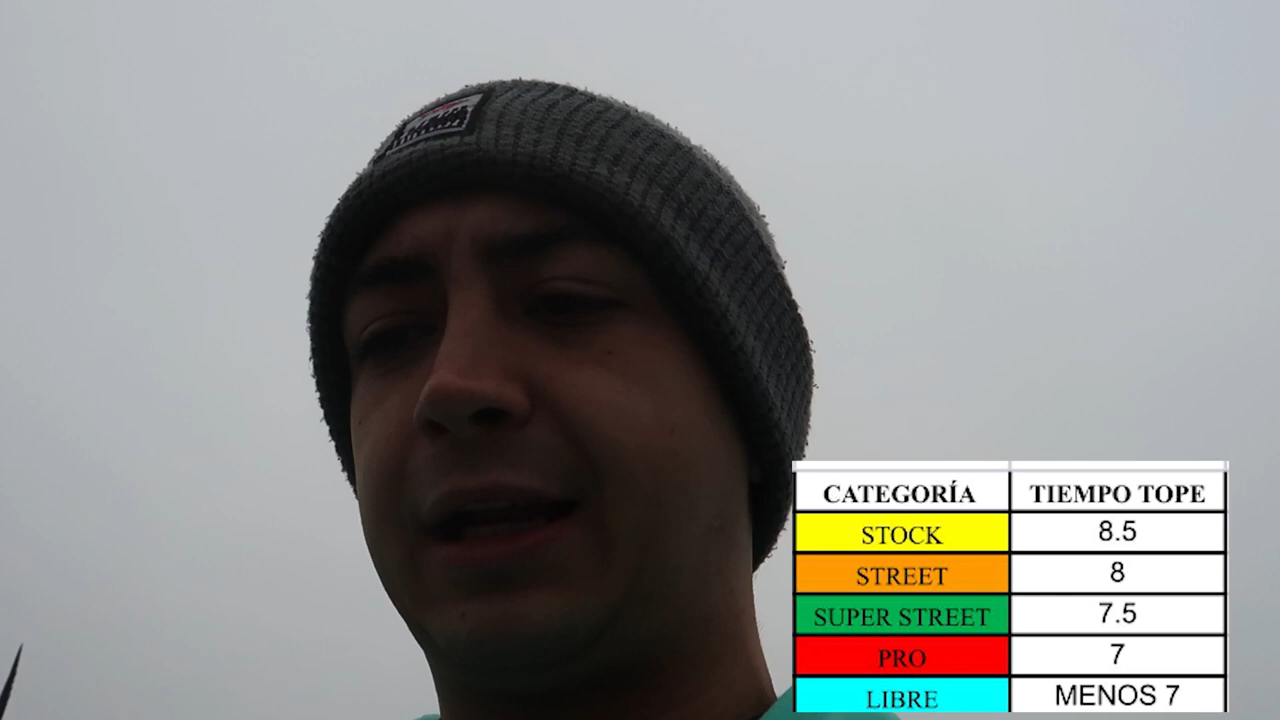 CATEGORÍA TIEMPO TOPE
STOCK 8.5
STREET 8
SUPER STREET 7.5
PRO 7
LIBRE MENOS 7